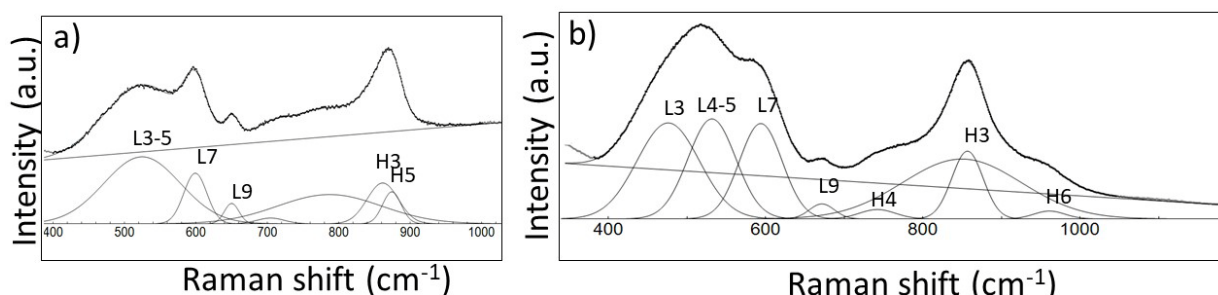 a)
Intensity (a.u.)
L3-5
L7
L9
H3
H5
400 500 600 700 800 900 1000
Raman shift (cm-1)
b)
Intensity (a.u.)
L3
L4-5
L7
L9
H4
H3
H6
400 600 800 1000
Raman shift (cm-1)